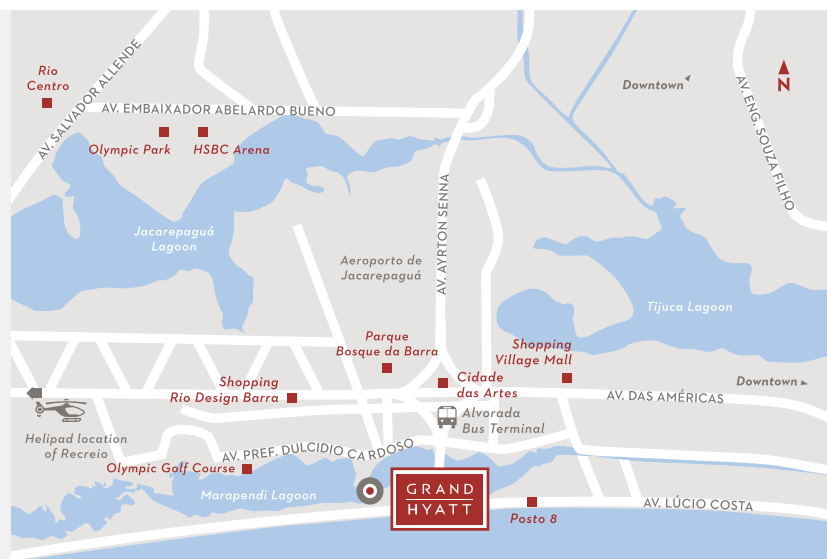 Rio
Centro
AV. SALVADOR ALLENDE
AV. EMBAIXADOR ABELARDO BUENO
Downtown
N
AV. ENG. SOUZA FILHO
Olympic Park
HSBC Arena
Jacarepaguá
Lagoon
AV. AYRTON SENNA
Aeroporto de
Jacarepaguá
Tijuca Lagoon
Parque
Bosque da Barra
Shopping
Village Mall
Shopping
Rio Design Barra
Cidade
das Artes
Downtown
AV. DAS AMÉRICAS
Alvorada
Bus Terminal
Helipad location
of Recreio
AV. PREF. DULCIDIO CARDOSO
Olympic Golf Course
Marapendí Lagoon
GRAND
HYATT
Posto 8
AV. LÚCIO COSTA